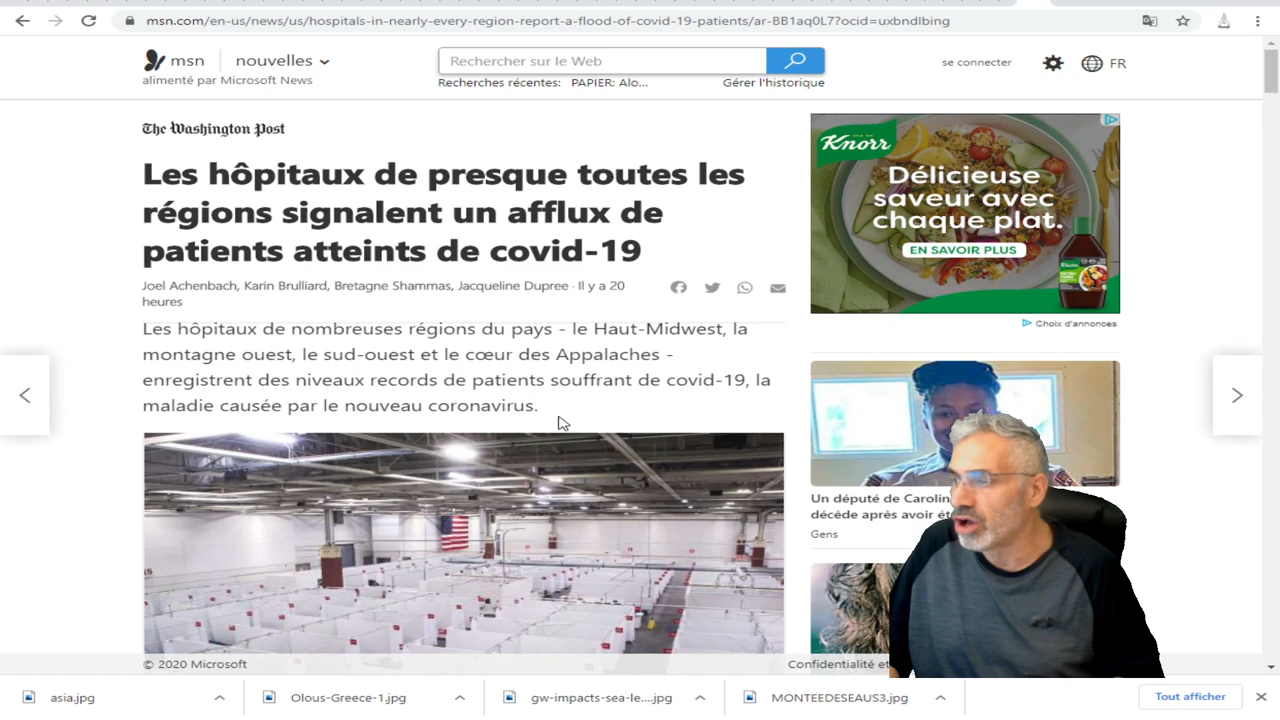 msn.com/en-us/news/us/hospitals-in-nearly-every-region-report-a-flood-of-covid-19-patients/ar-BB1aq0L7?ocid=uxbndlbing
msn
nouvelles
alimenté par Microsoft News
Rechercher sur le Web
Recherches récentes: PAPIER: Alo...
Gérer l'historique
se connecter
FR
The Washington Post
Les hôpitaux de presque toutes les
régions signalent un afflux de
patients atteints de covid-19
Joel Achenbach, Karin Brulliard, Bretagne Shammas, Jacqueline Dupree · Il y a 20
heures
Les hôpitaux de nombreuses régions du pays - le Haut-Midwest, la
montagne ouest, le sud-ouest et le cœur des Appalaches -
enregistrent des niveaux records de patients souffrant de covid-19, la
maladie causée par le nouveau coronavirus.
Knorr
Délicieuse
saveur avec
chaque plat.
EN SAVOIR PLUS
Choix d'annonces
Un député de Carolin
décède après avoir ét
Gens
© 2020 Microsoft
Confidentialité et
asia.jpg
Olous-Greece-1.jpg
gw-impacts-sea-le....jpg
MONTEEDESEAUS3.jpg
Tout afficher